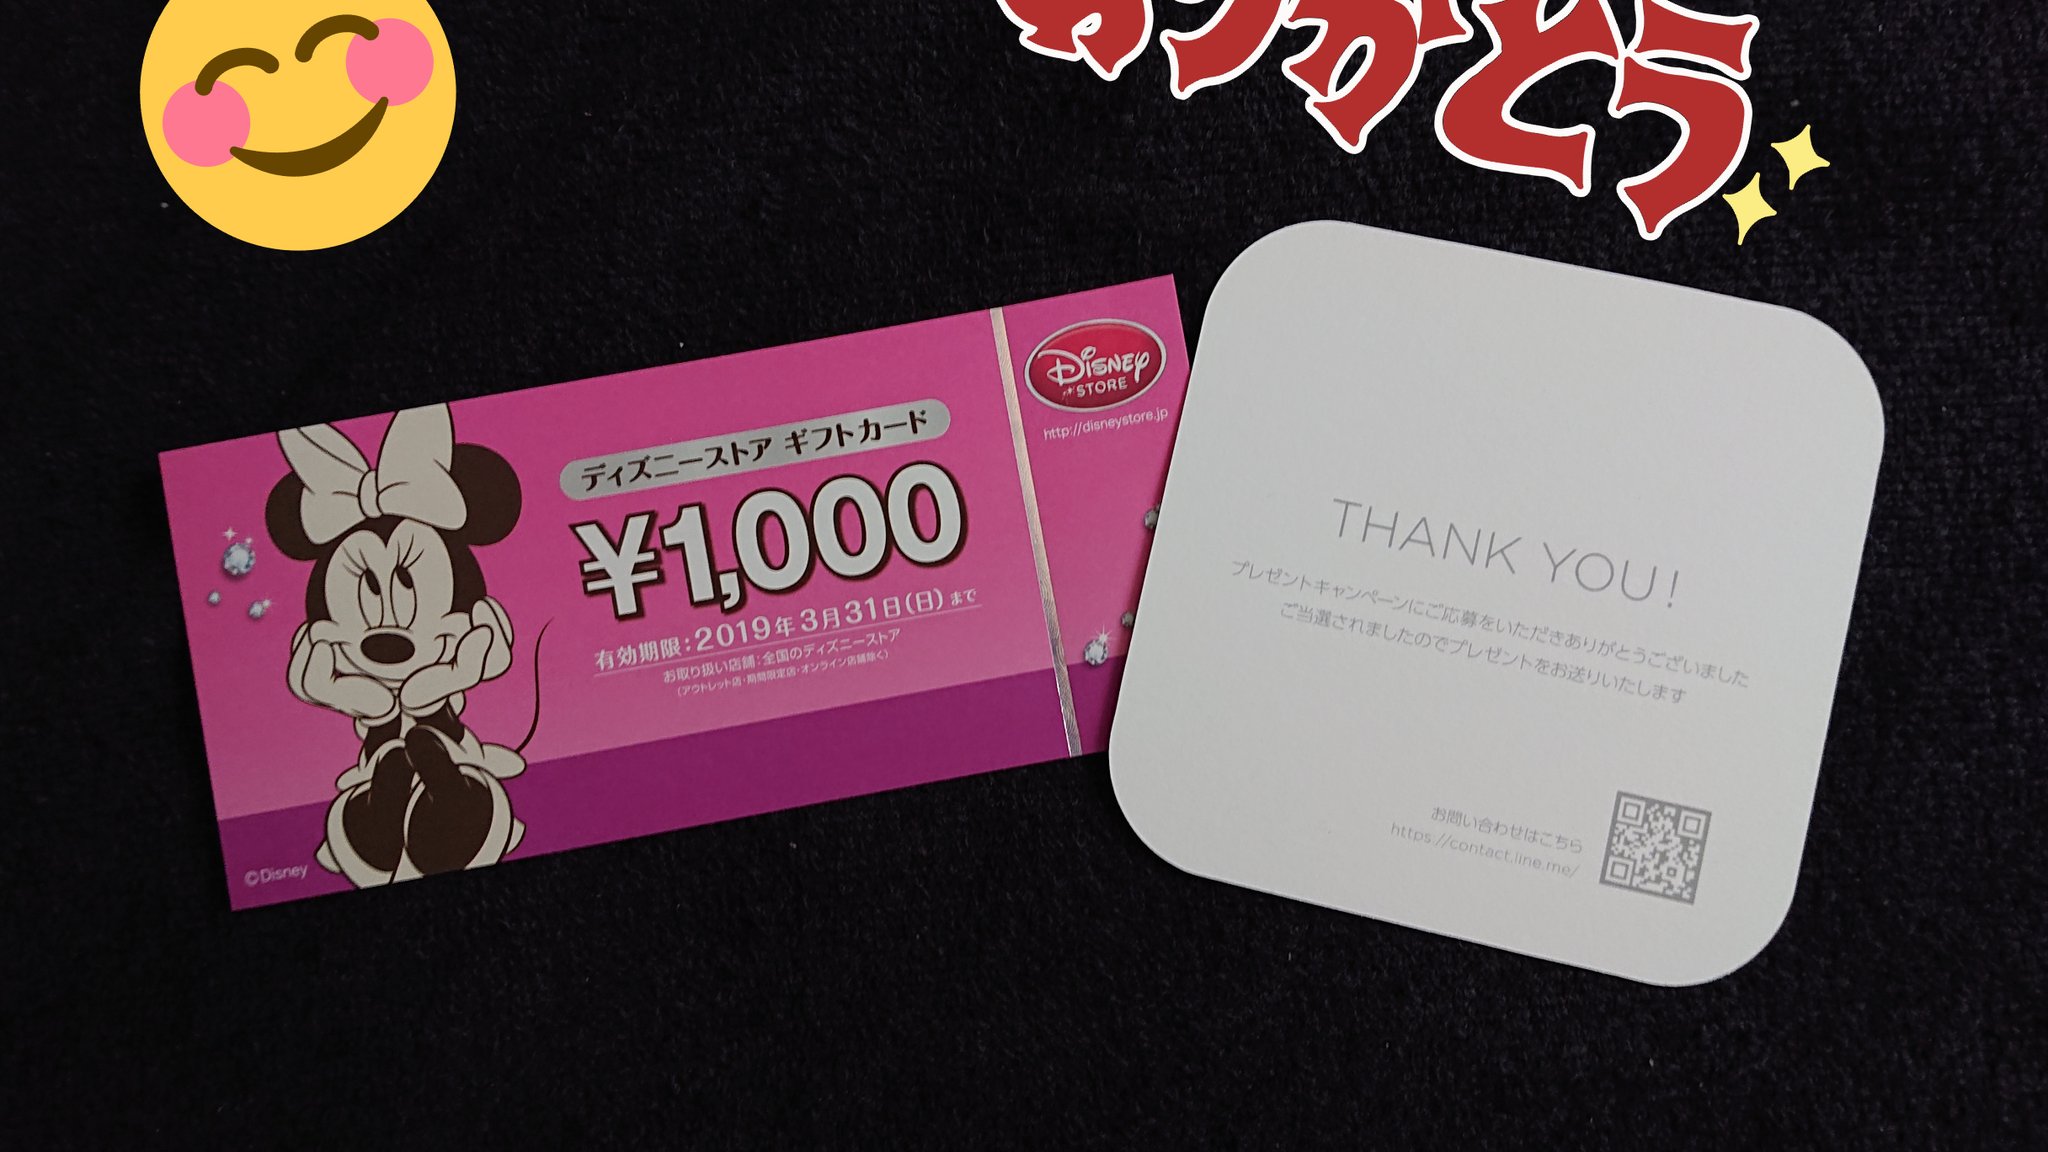 ありがとう
ディズニーストア ギフトカード
¥1,000
有効期限:2019年3月31日(日)まで
お取り扱い店舗:全国のディズニーストア
(アウトレット店・期間限定店・オンライン店舗除く)
©Disney
Disney
STORE
http://disneystore.jp
THANK YOU!
プレゼントキャンペーンにご応募をいただきありがとうございました
ご当選されましたのでプレゼントをお送りいたします
お問い合わせはこちら
https://contact.line.me/